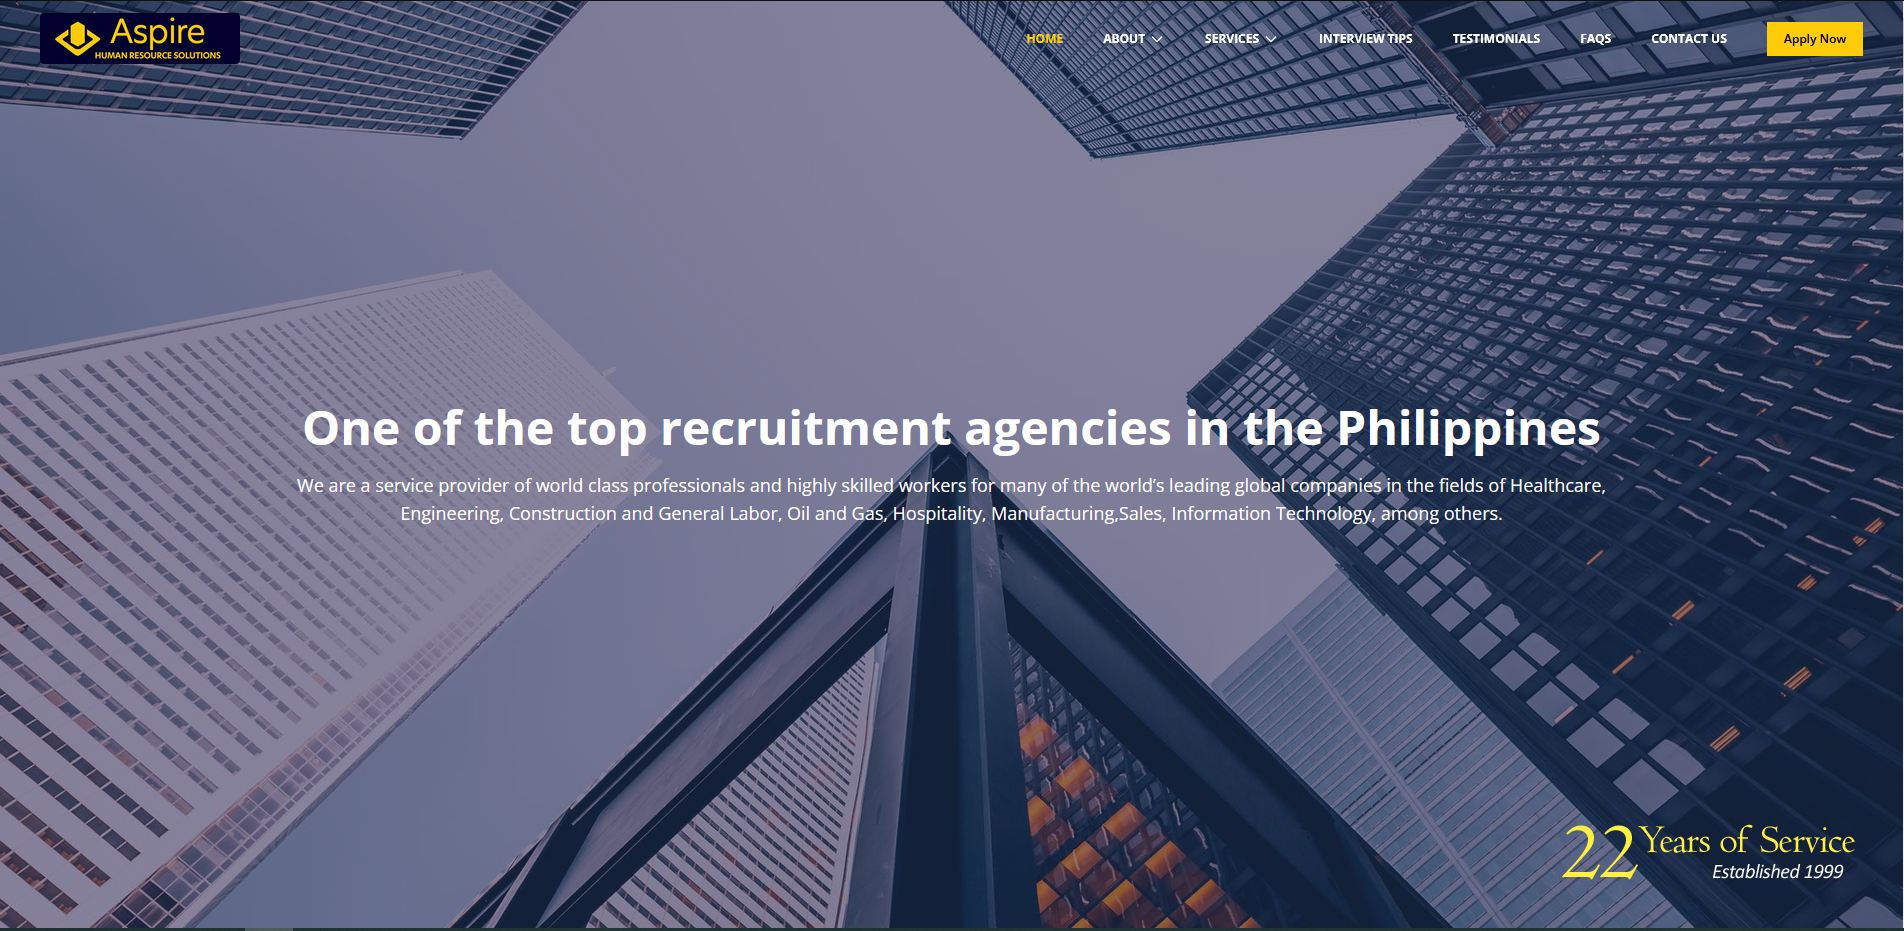 Aspire
HUMAN RESOURCE SOLUTIONS
HOME ABOUT SERVICES INTERVIEW TIPS TESTIMONIALS FAQS CONTACT US Apply Now
One of the top recruitment agencies in the Philippines
We are a service provider of world class professionals and highly skilled workers for many of the world’s leading global companies in the fields of Healthcare,
Engineering, Construction and General Labor, Oil and Gas, Hospitality, Manufacturing,Sales, Information Technology, among others.
22 Years of Service
Established 1999